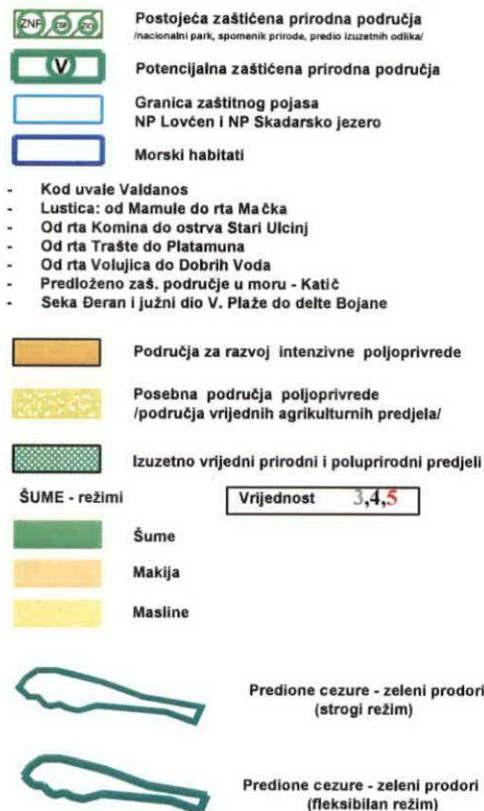 ZNF
Postojeća zaštićena prirodna područja
/nacionalni park, spomenik prirode, predio izuzetnih odlika/
V
Potencijalna zaštićena prirodna područja
Granica zaštitnog pojasa
NP Lovćen i NP Skadarsko jezero
Morski habitati
- Kod uvale Valdanos
- Lustica: od Mamule do rta Mačka
- Od rta Komina do ostrva Stari Ulcinj
- Od rta Trašte do Platamuna
- Od rta Volujica do Dobrih Voda
- Predloženo zaš. područje u moru - Katič
- Seka Đeran i južni dio V. Plaže do delte Bojane
Područja za razvoj intenzivne poljoprivrede
Posebna područja poljoprivrede
/područja vrijednih agrikulturnih predjela/
Izuzetno vrijedni prirodni i poluprirodni predjeli
ŠUME - režimi
Vrijednost 3,4,5
Šume
Makija
Masline
Predione cezure - zeleni prodori
(strogi režim)
Predione cezure - zeleni prodori
(fleksibilan režim)